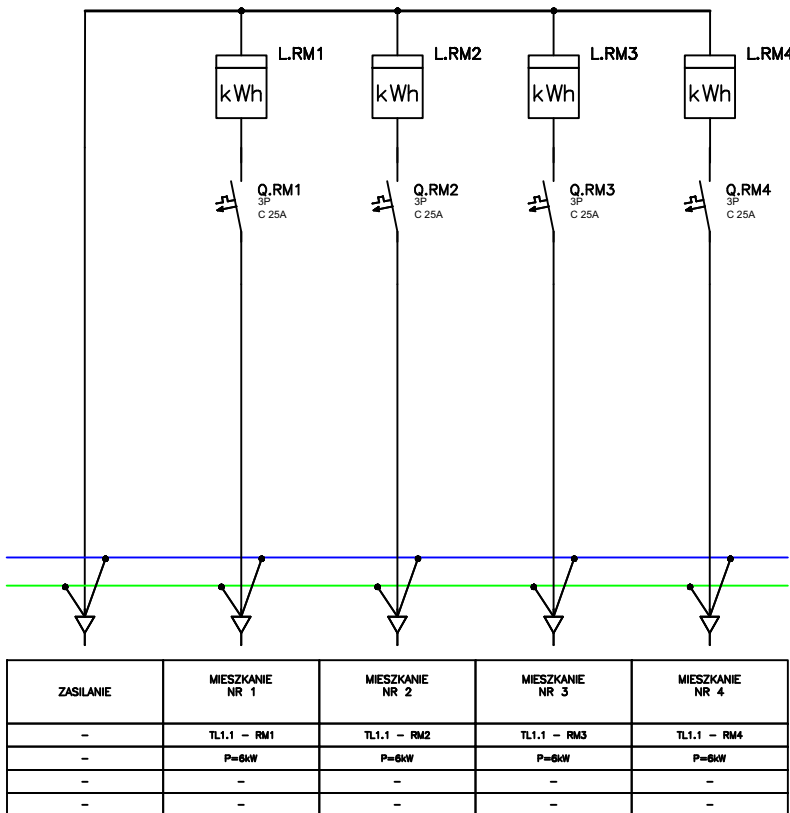 L.RM1 L.RM2 L.RM3 L.RM4
kWh kWh kWh kWh
Q.RM1 Q.RM2 Q.RM3 Q.RM4
3P 3P 3P 3P
C 25A C 25A C 25A C 25A
ZASILANIE MIESZKANIE MIESZKANIE MIESZKANIE MIESZKANIE
NR 1 NR 2 NR 3 NR 4
- TL1.1 - RM1 TL1.1 - RM2 TL1.1 - RM3 TL1.1 - RM4
- P=6kW P=6kW P=6kW P=6kW
- - - - -
- - - - -